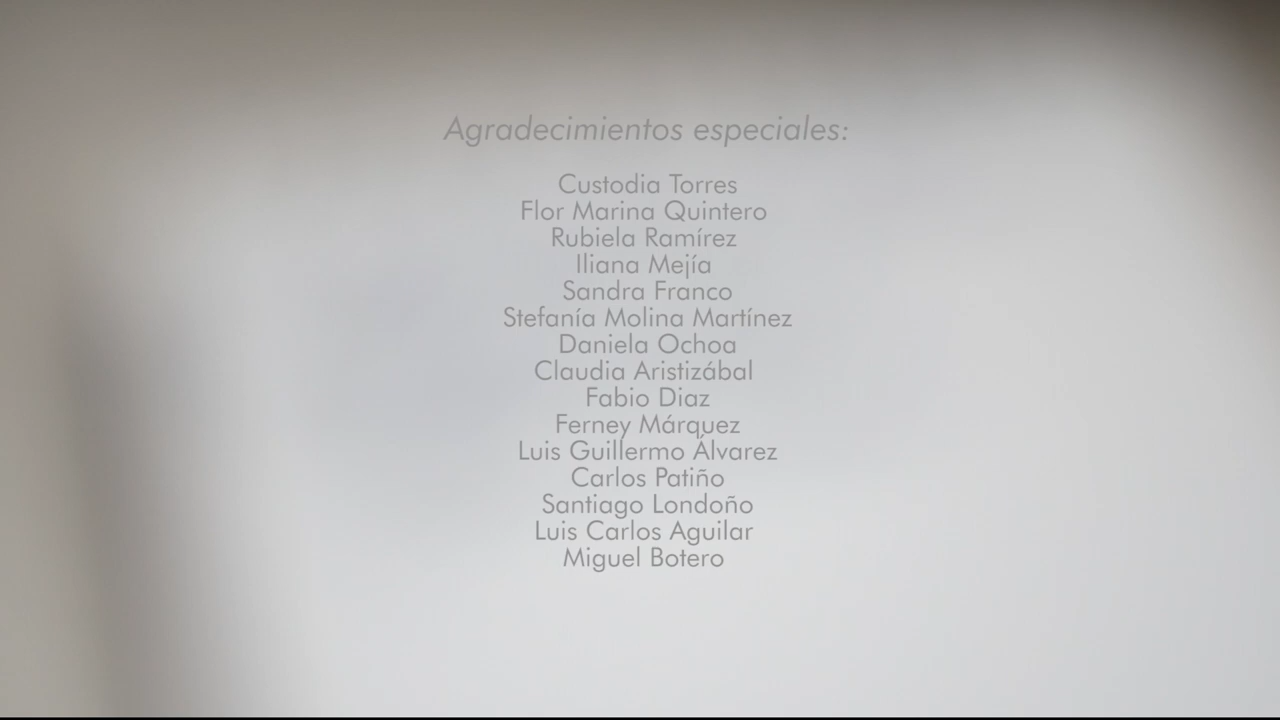 Agradecimientos especiales:
Custodia Torres
Flor Marina Quintero
Rubiela Ramírez
Iliana Mejía
Sandra Franco
Stefanía Molina Martínez
Daniela Ochoa
Claudia Aristizábal
Fabio Diaz
Ferney Márquez
Luis Guillermo Álvarez
Carlos Patiño
Santiago Londoño
Luis Carlos Aguilar
Miguel Botero